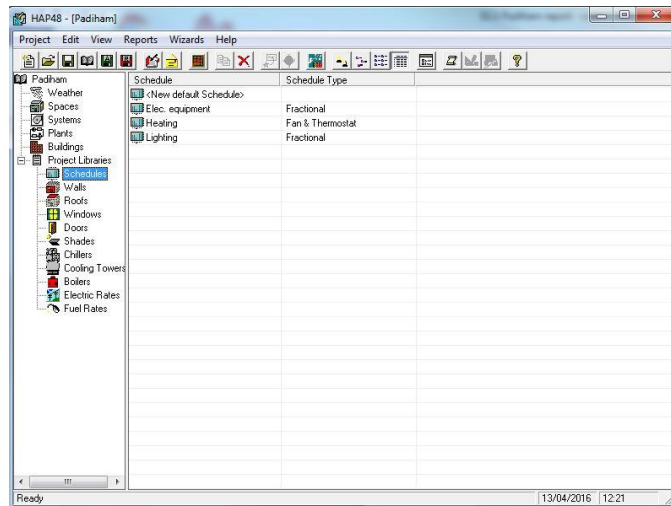 HAP48 - [Padiham]
Project Edit View Reports Wizards Help
Padiham
Weather
Spaces
Systems
Plants
Buildings
Project Libraries
Schedules
Walls
Roofs
Windows
Doors
Shades
Chillers
Cooling Towers
Boilers
Electric Rates
Fuel Rates
Schedule Schedule Type
<New default Schedule>
Elec. equipment Fractional
Heating Fan & Thermostat
Lighting Fractional
Ready 13/04/2016 12:21